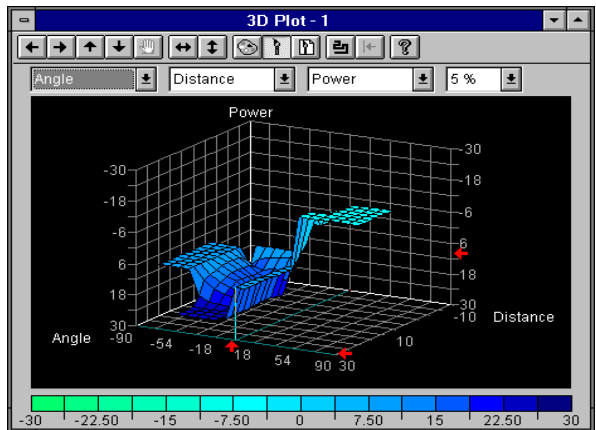 3D Plot - 1
Angle Distance Power 5 %
Power
-30 -30
-18 -18
-6 -6
6 6
18 18
30 30
-90 -54 -18 18 54 90
30 10 -10
Angle
Distance
-30 -22.50 -15 -7.50 0 7.50 15 22.50 30